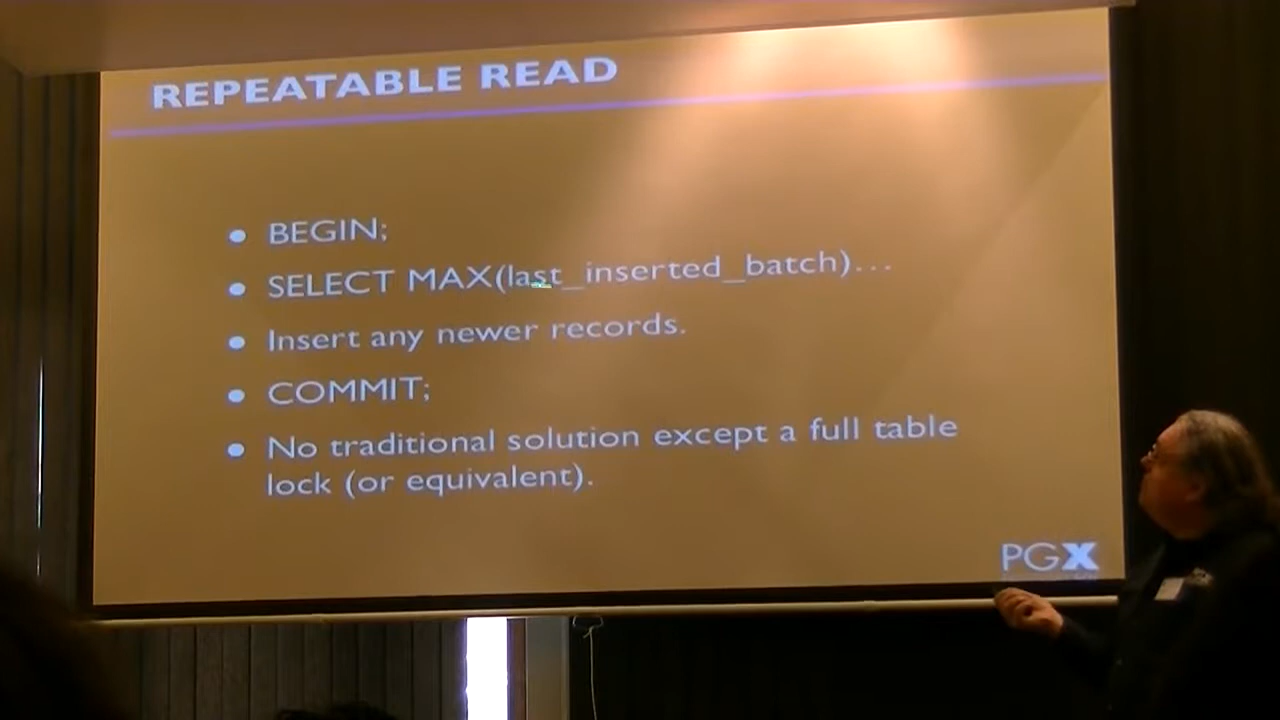 REPEATABLE READ
• BEGIN;
• SELECT MAX(last_inserted_batch)...
• Insert any newer records.
• COMMIT;
• No traditional solution except a full table
lock (or equivalent).
PGX